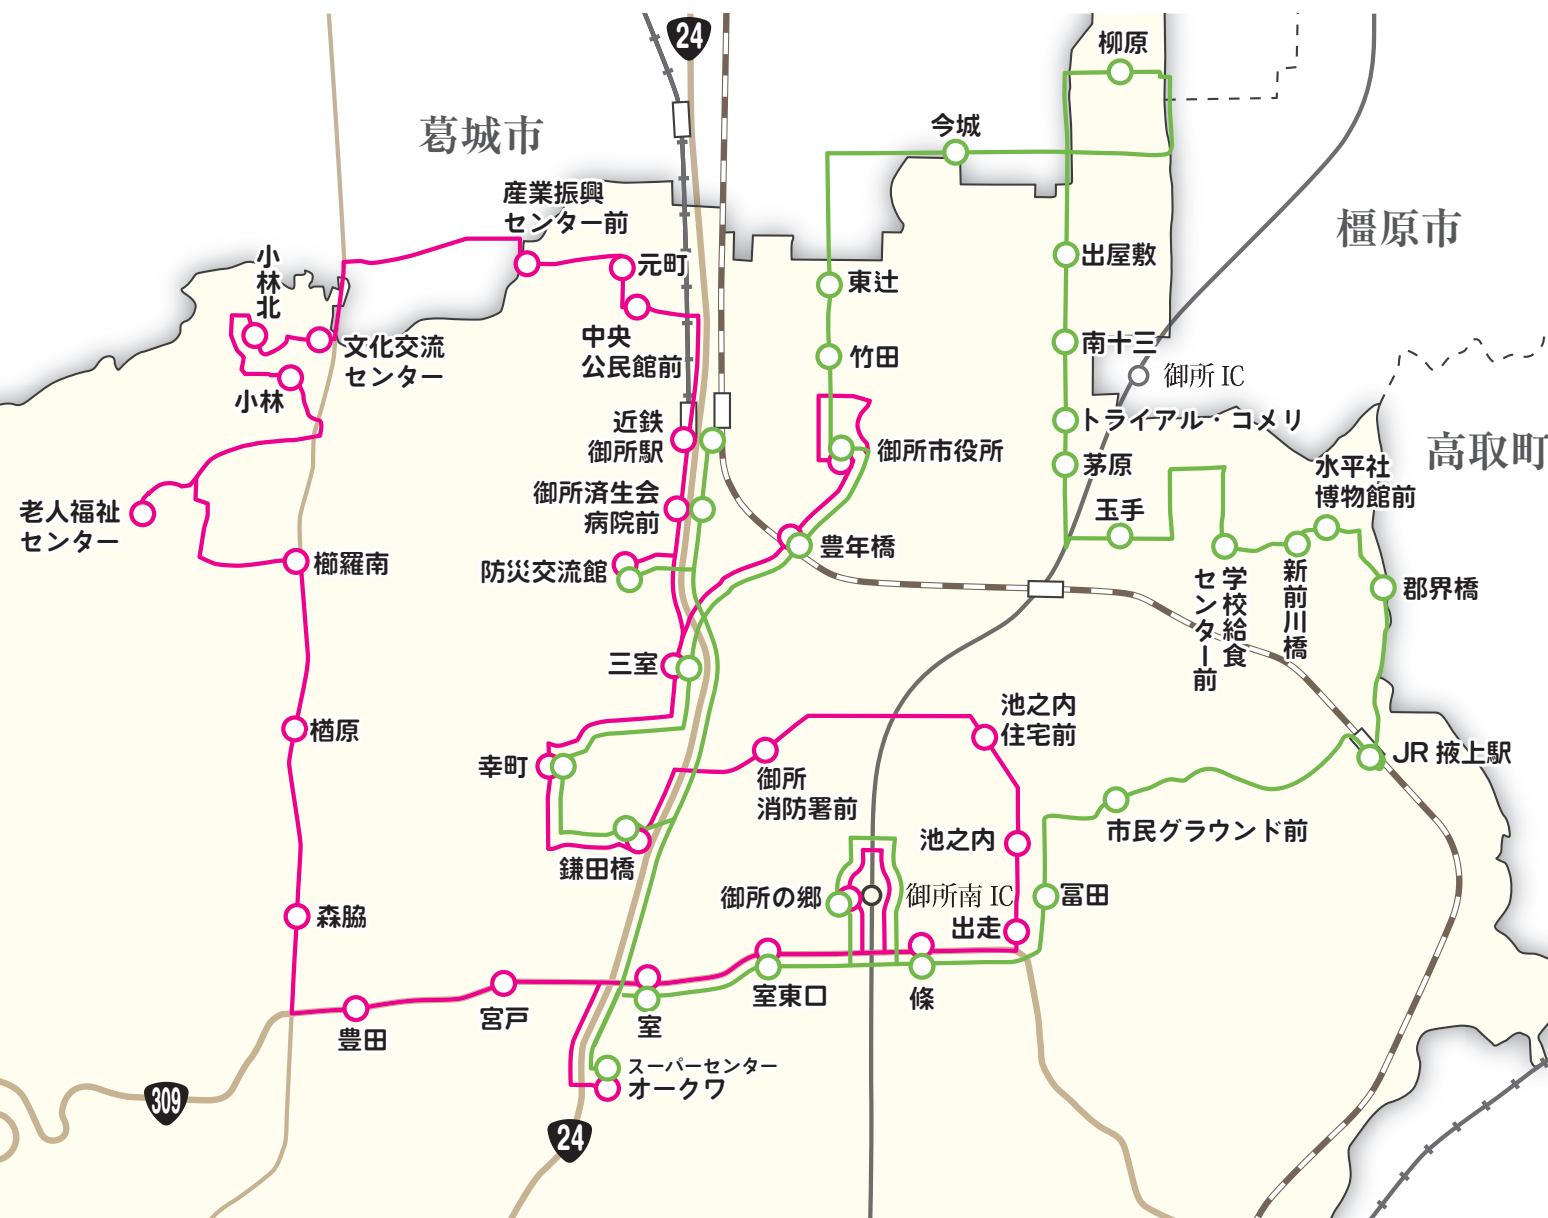 24
柳原
葛城市
今城
産業振興
センター前
橿原市
小林北
元町
東辻
出屋敷
中央
公民館前
文化交流
センター
竹田
南十三
御所 IC
小林
近鉄
御所駅
御所市役所
トライアル・コメリ
高取町
茅原
水平社
博物館前
御所済生会
病院前
老人福祉
センター
玉手
豊年橋
防災交流館
櫛羅南
学校給食
センター前
新前川橋
郡界橋
三室
池之内
住宅前
楢原
幸町
御所
消防署前
JR 掖上駅
市民グラウンド前
池之内
鎌田橋
御所の郷
御所南 IC
冨田
森脇
出走
室東口
條
宮戸
室
豊田
スーパーセンター
オークワ
309
24